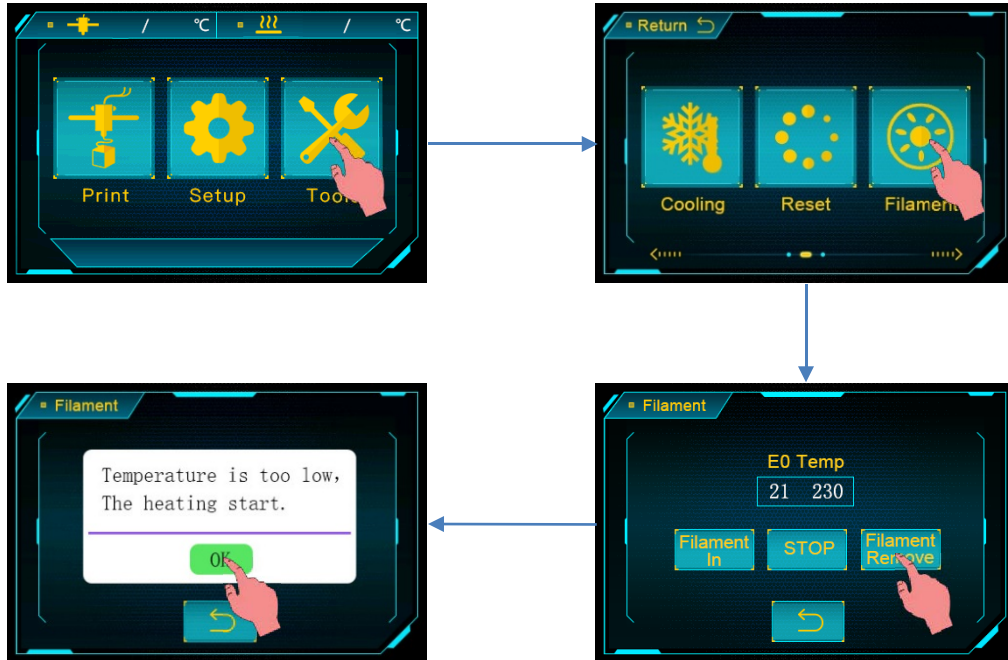 / ℃ / ℃
Print Setup Tools
Return
Cooling Reset Filament
Filament
Temperature is too low,
The heating start.
OK
Filament
E0 Temp
21 230
Filament In
STOP
Filament Remove